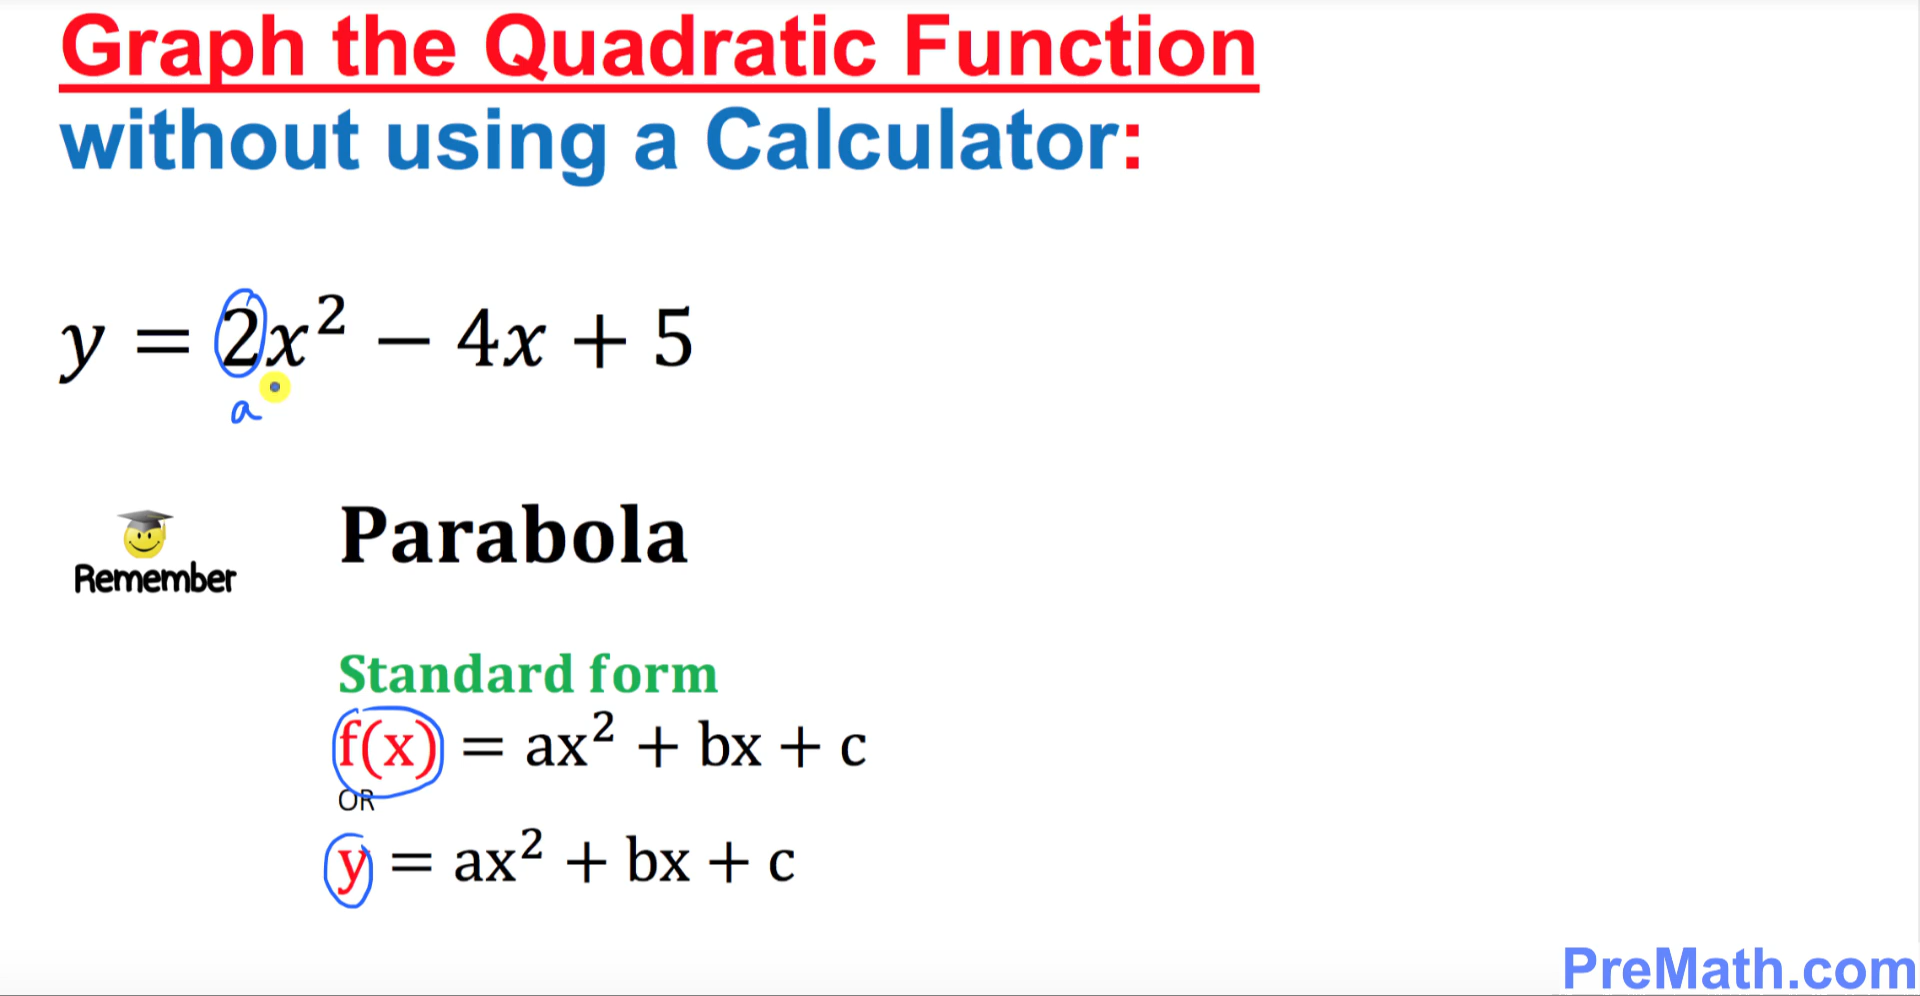 Graph the Quadratic Function
without using a Calculator:
y = 2x² − 4x + 5
a
Parabola
Remember
Standard form
f(x) = ax² + bx + c
OR
y = ax² + bx + c
PreMath.com